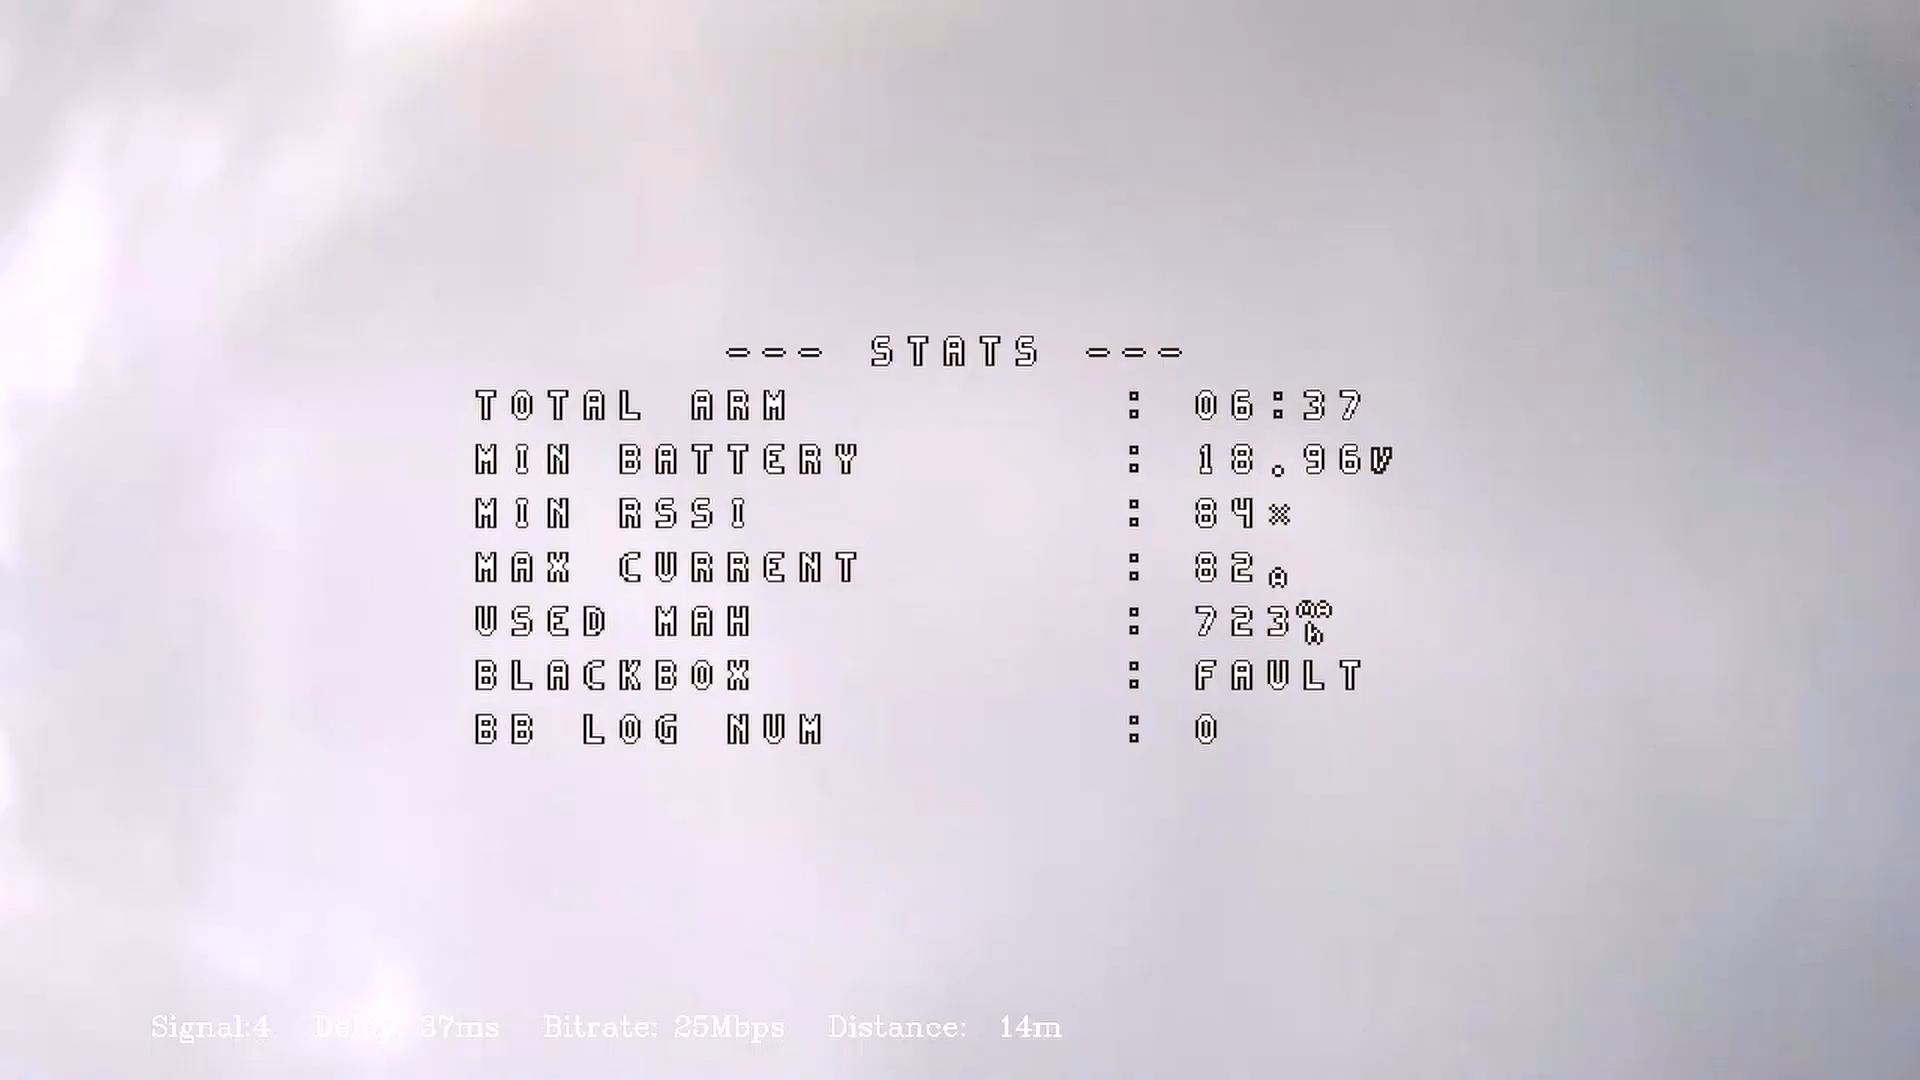 --- STATS ---
TOTAL ARM : 06:37
MIN BATTERY : 18.96V
MIN RSSI : 84%
MAX CURRENT : 82A
USED MAH : 723mAh
BLACKBOX : FAULT
BB LOG NUM : 0
Signal:4 Delay: 37ms Bitrate: 25Mbps Distance: 14m